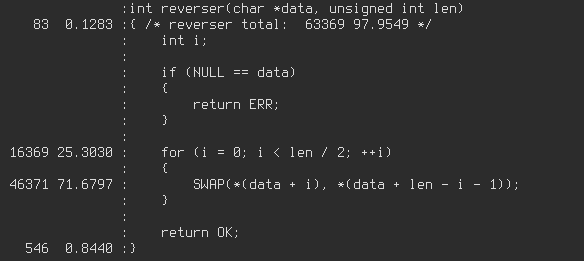 :int reverser(char *data, unsigned int len)
83 0.1283 :{ /* reverser total: 63369 97.9549 */
: int i;
:
: if (NULL == data)
: {
: return ERR;
: }
:
16369 25.3030 : for (i = 0; i < len / 2; ++i)
: {
46371 71.6797 : SWAP(*(data + i), *(data + len - i - 1));
: }
:
: return OK;
546 0.8440 :}